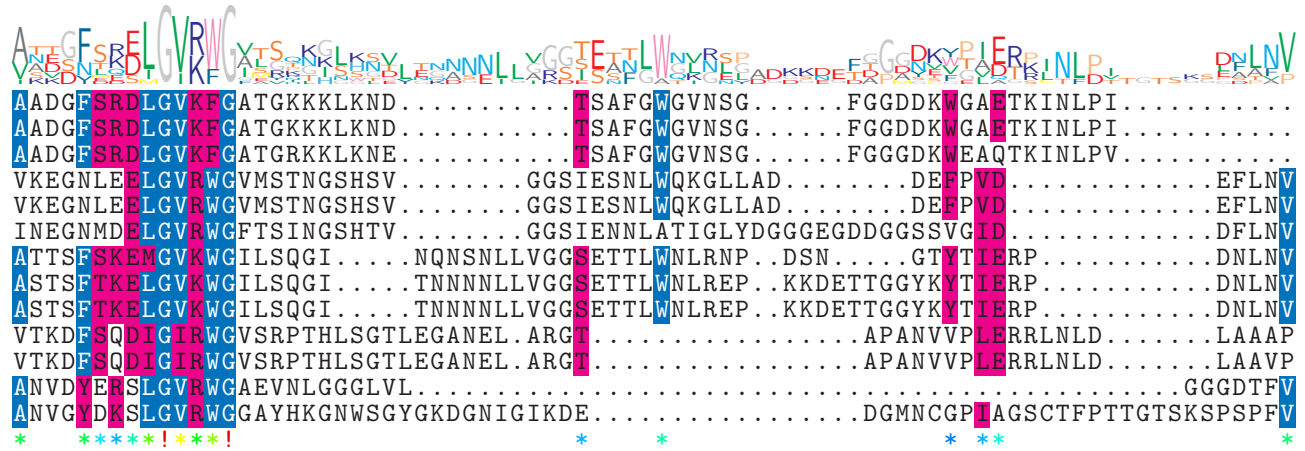 AADGFSRDLGVKFGATGKKKLKND...........TSAFGWGVNSG......FGGDDKWGAETKINLPI...........
AADGFSRDLGVKFGATGKKKLKND...........TSAFGWGVNSG......FGGDDKWGAETKINLPI...........
AADGFSRDLGVKFGATGRKKLKNE...........TSAFGWGVNSG......FGGGDKWEAQTKINLPV...........
VKEGNLEELGVRWGVMSTNGSHSV........GGSIESNLWQKGLLAD........DEFPVD.............EFLNV
VKEGNLEELGVRWGVMSTNGSHSV........GGSIESNLWQKGLLAD........DEFPVD.............EFLNV
INEGNMDELGVRWGFTSINGSHTV........GGSIENNLATIGLYDGGGEGDDGGSSVGID.............DFLNV
ATTSFSKEMGVKWGILSQGI.....NQNSNLLVGGSETTLWNLRNP..DSN.....GTYTIERP...........DNLNV
ASTSFTKELGVKWGILSQGI.....TNNNNLLVGGSETTLWNLREP..KKDETTGGYKYTIERP...........DNLNV
ASTSFTKELGVKWGILSQGI.....TNNNNLLVGGSETTLWNLREP..KKDETTGGYKYTIERP...........DNLNV
VTKDFSQDIGIRWGVSRPTHLSGTLEGANEL.ARGT.................APANVVPLERRLNLD.......LAAAP
VTKDFSQDIGIRWGVSRPTHLSGTLEGANEL.ARGT.................APANVVPLERRLNLD.......LAAVP
ANVDYERSLGVRWGAEVNLGGGLVL................................................GGGDTFV
ANVGYDKSLGVRWGGAYHKGNWSGYGKDGNIGIKDE.................DGMNCGPIAGSCTFPTTGTSKSPSPFV
*   *****!***!                     *    *                 * **                 *